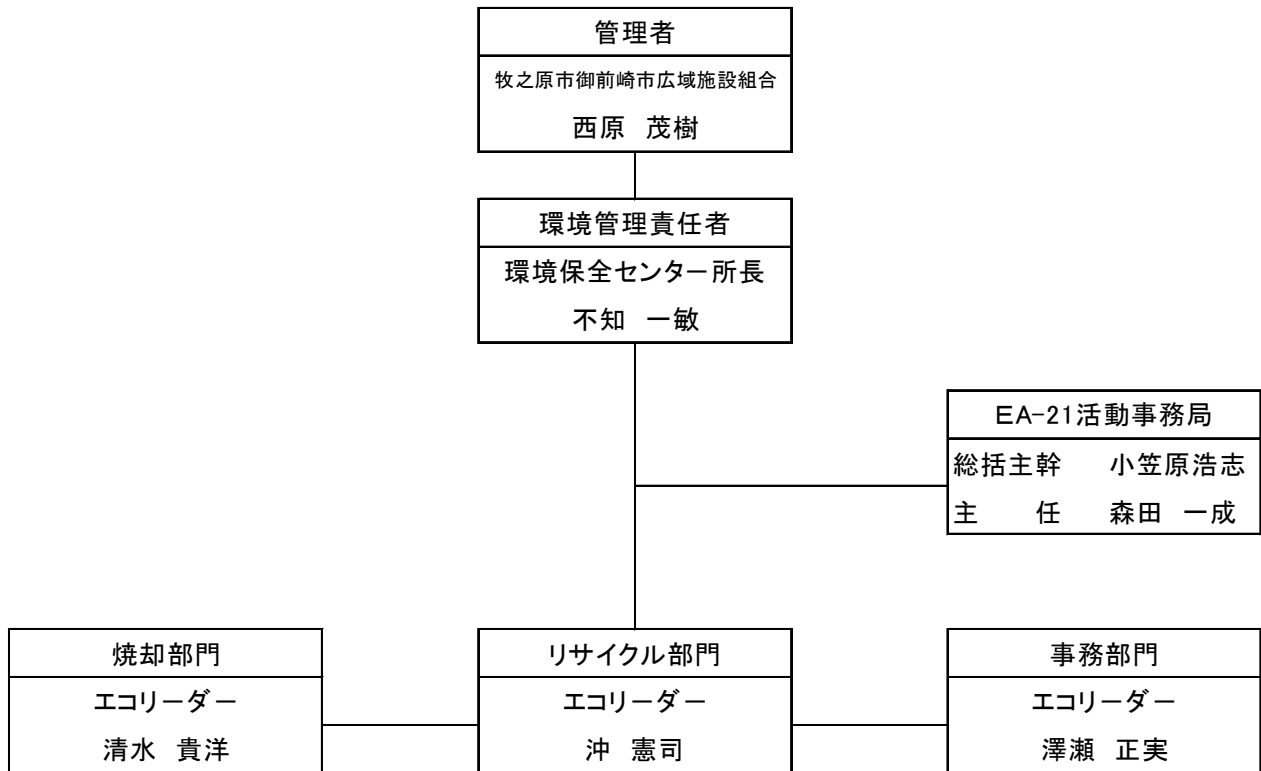 管理者
牧之原市御前崎市広域施設組合
西原 茂樹
環境管理責任者
環境保全センター所長
不知 一敏
EA-21活動事務局
総括主幹 小笠原浩志
主 任 森田 一成
焼却部門
エコリーダー
清水 貴洋
リサイクル部門
エコリーダー
沖 憲司
事務部門
エコリーダー
澤瀬 正実